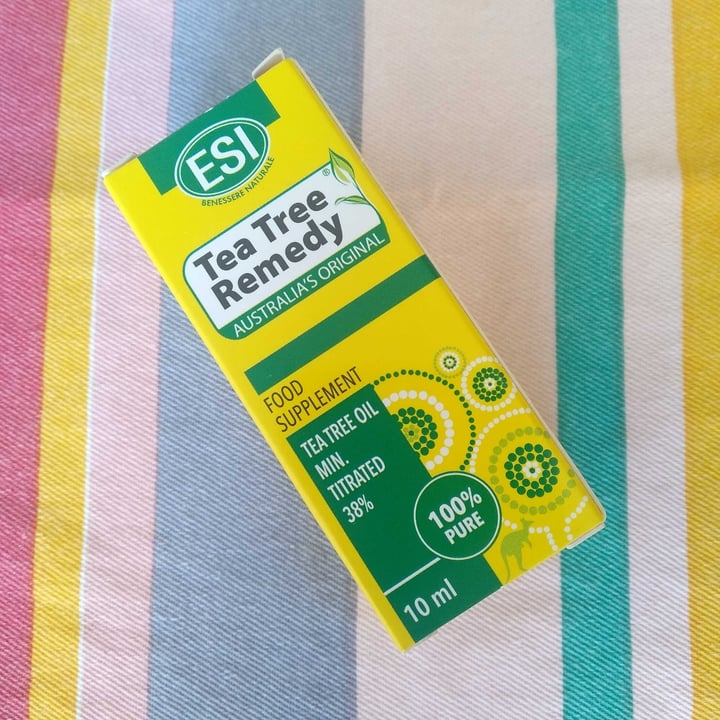 ESI
BENESSERE NATURALE
®
Tea Tree
Remedy
AUSTRALIA'S ORIGINAL
FOOD
SUPPLEMENT
TEA TREE OIL
MIN.
TITRATED
38%
100%
PURE
10 ml